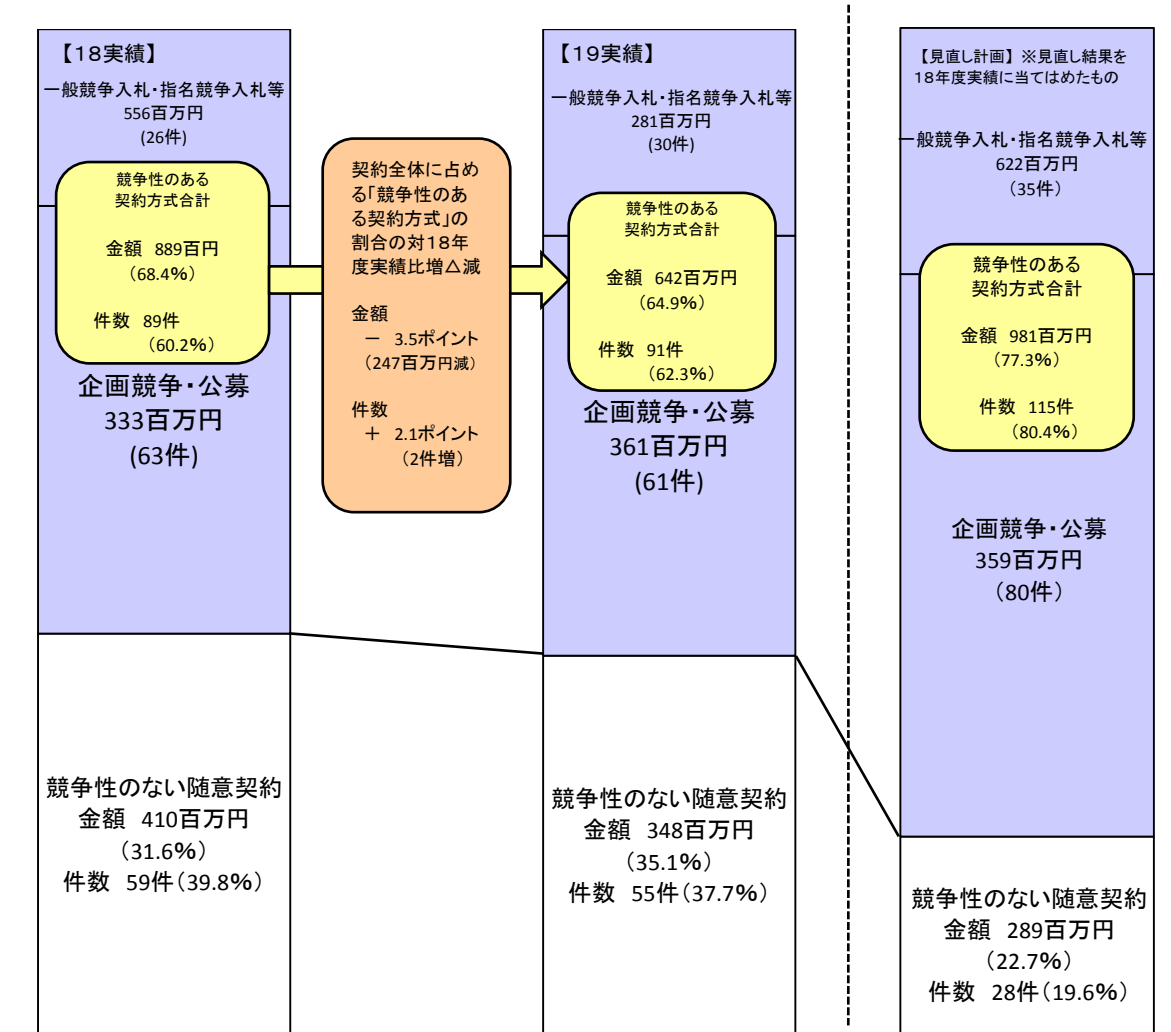 【18実績】
一般競争入札・指名競争入札等
556百万円
(26件)
競争性のある
契約方式合計
金額 889百円
（68.4%）
件数 89件
（60.2%）
企画競争・公募
333百万円
(63件)
競争性のない随意契約
金額 410百万円
（31.6%）
件数 59件（39.8%）
契約全体に占め
る「競争性のあ
る契約方式」の
割合の対１８年
度実績比増△減
金額
－ 3.5ポイント
（247百万円減）
件数
＋ 2.1ポイント
（2件増）
【19実績】
一般競争入札・指名競争入札等
281百万円
(30件)
競争性のある
契約方式合計
金額 642百万円
（64.9%）
件数 91件
（62.3%）
企画競争・公募
361百万円
(61件)
競争性のない随意契約
金額 348百万円
（35.1%）
件数 55件（37.7%）
【見直し計画】※見直し結果を
１８年度実績に当てはめたもの
一般競争入札・指名競争入札等
622百万円
（35件）
競争性のある
契約方式合計
金額 981百万円
（77.3%）
件数 115件
（80.4%）
企画競争・公募
359百万円
（80件）
競争性のない随意契約
金額 289百万円
（22.7%）
件数 28件（19.6%）